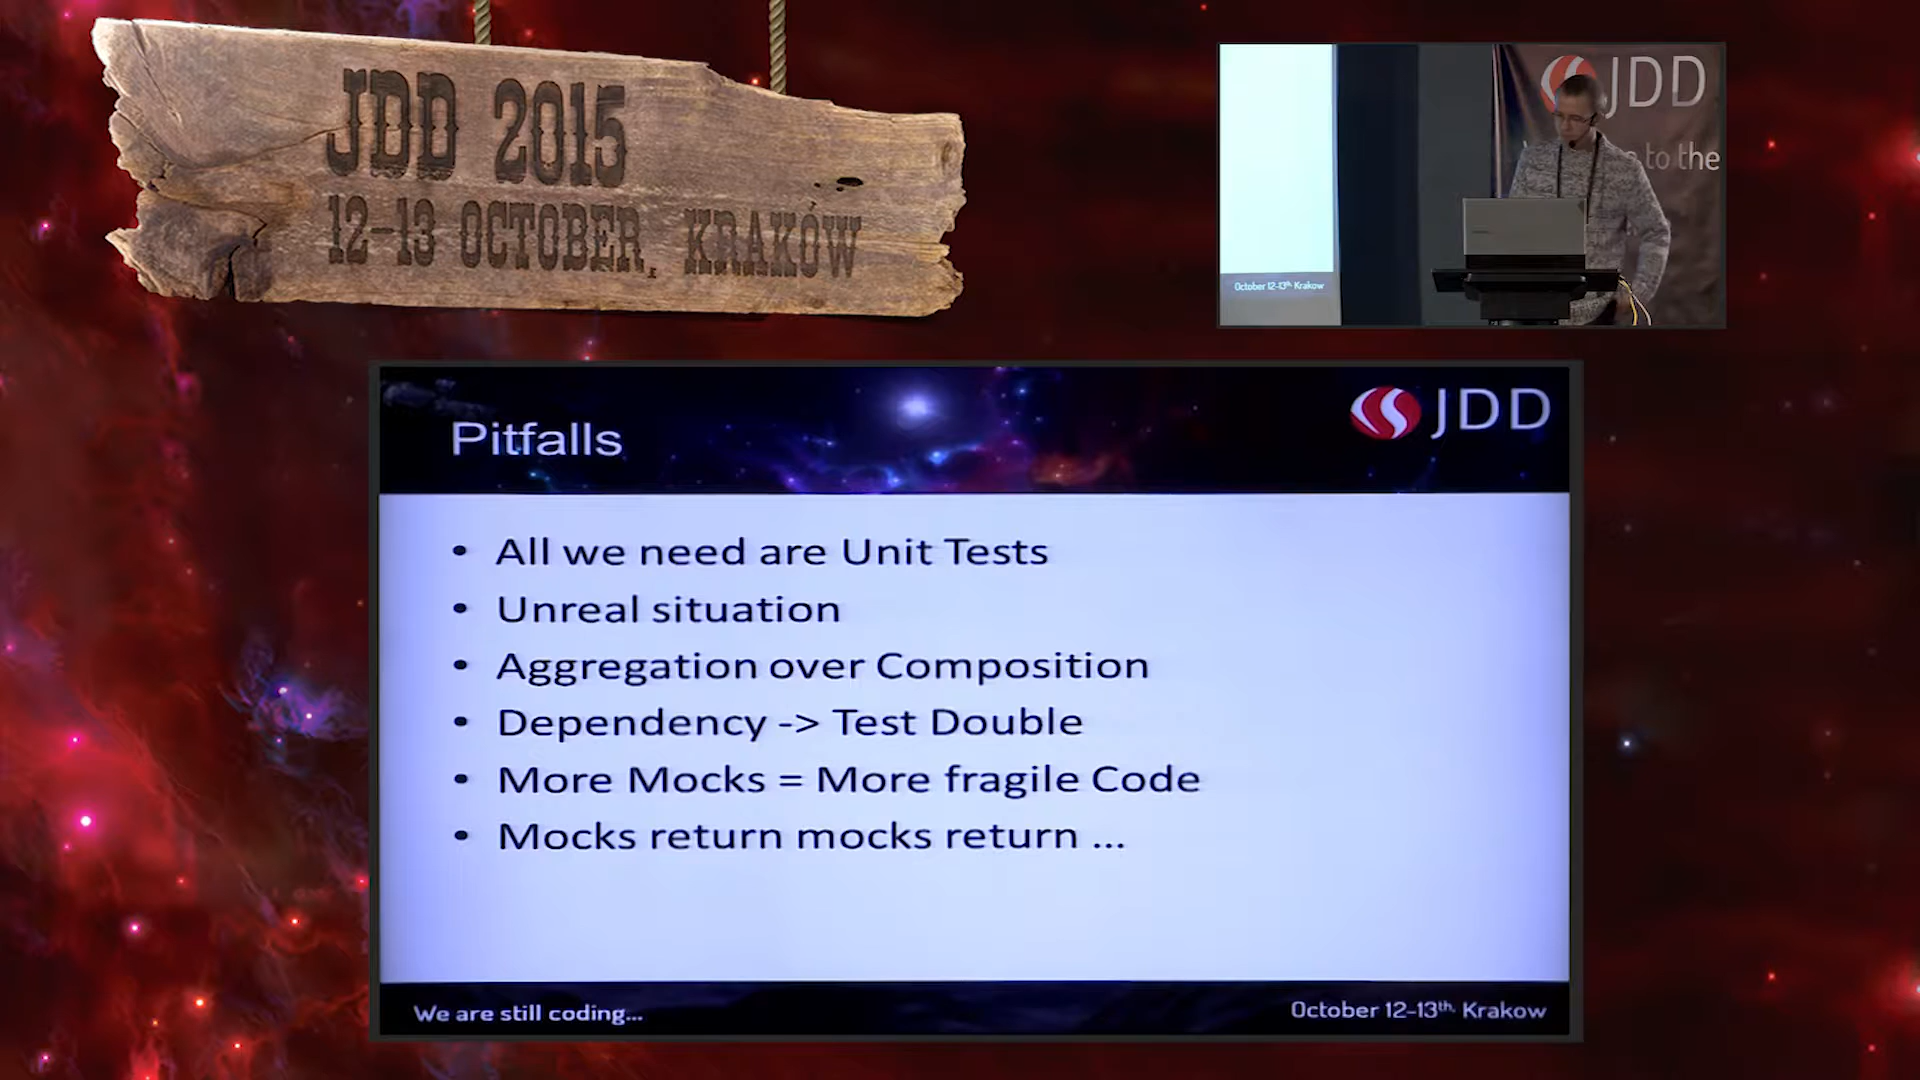 JDD 2015
12-13 OCTOBER, KRAKÓW
JDD
to the
October 12-13th, Krakow
Pitfalls
JDD
• All we need are Unit Tests
• Unreal situation
• Aggregation over Composition
• Dependency -> Test Double
• More Mocks = More fragile Code
• Mocks return mocks return ...
We are still coding...
October 12-13th, Krakow